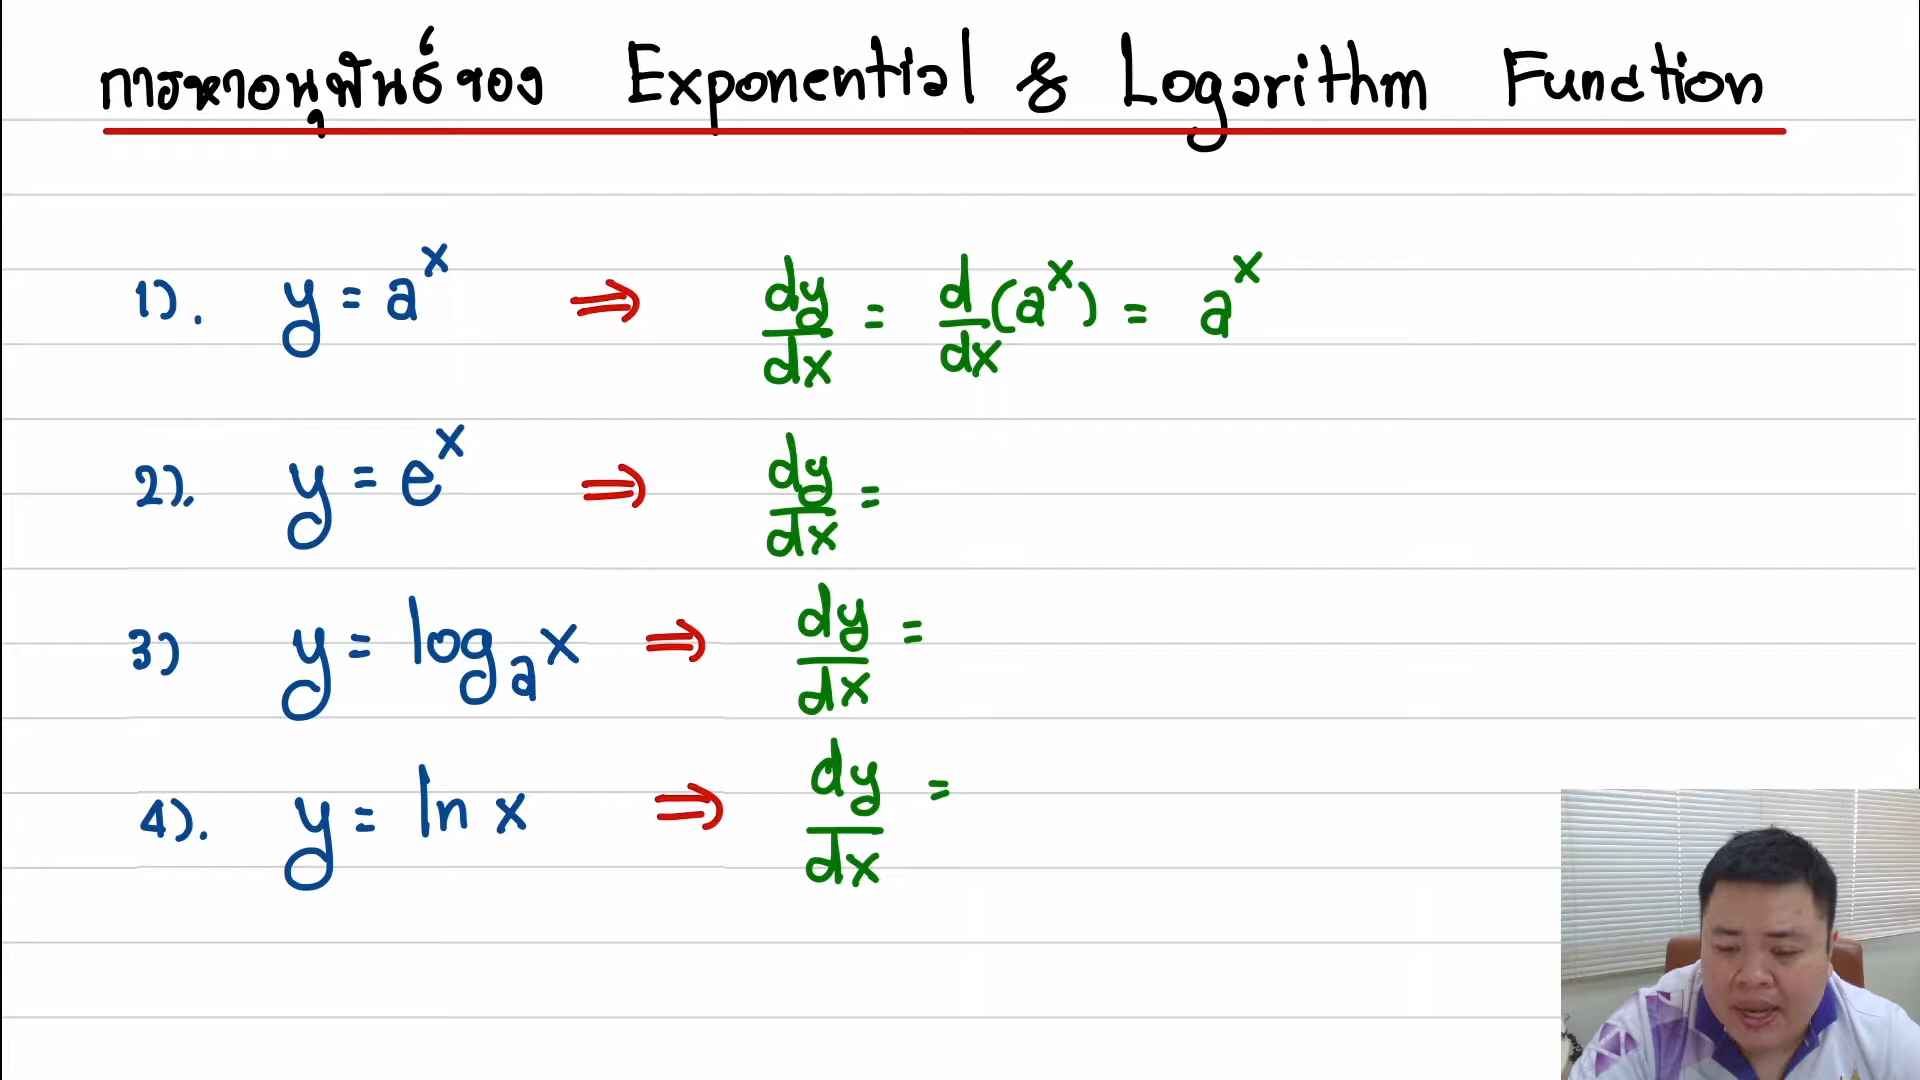 การหาอนุพันธ์ของ Exponential & Logarithm Function
1). y = a^x ⇒ dy/dx = d/dx (a^x) = a^x
2). y = e^x ⇒ dy/dx =
3) y = log_a x ⇒ dy/dx =
4). y = ln x ⇒ dy/dx =